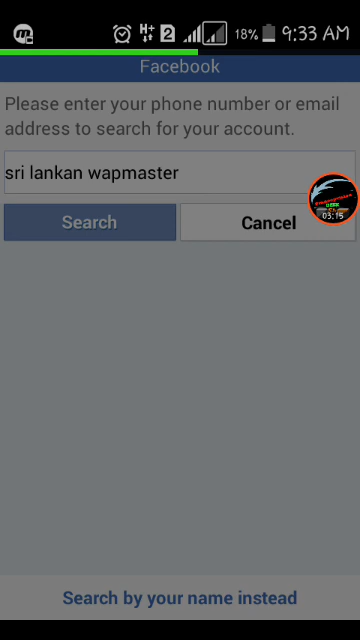 H+ 2 18% 9:33 AM
Facebook
Please enter your phone number or email
address to search for your account.
sri lankan wapmaster
03:15
Search Cancel
Search by your name instead